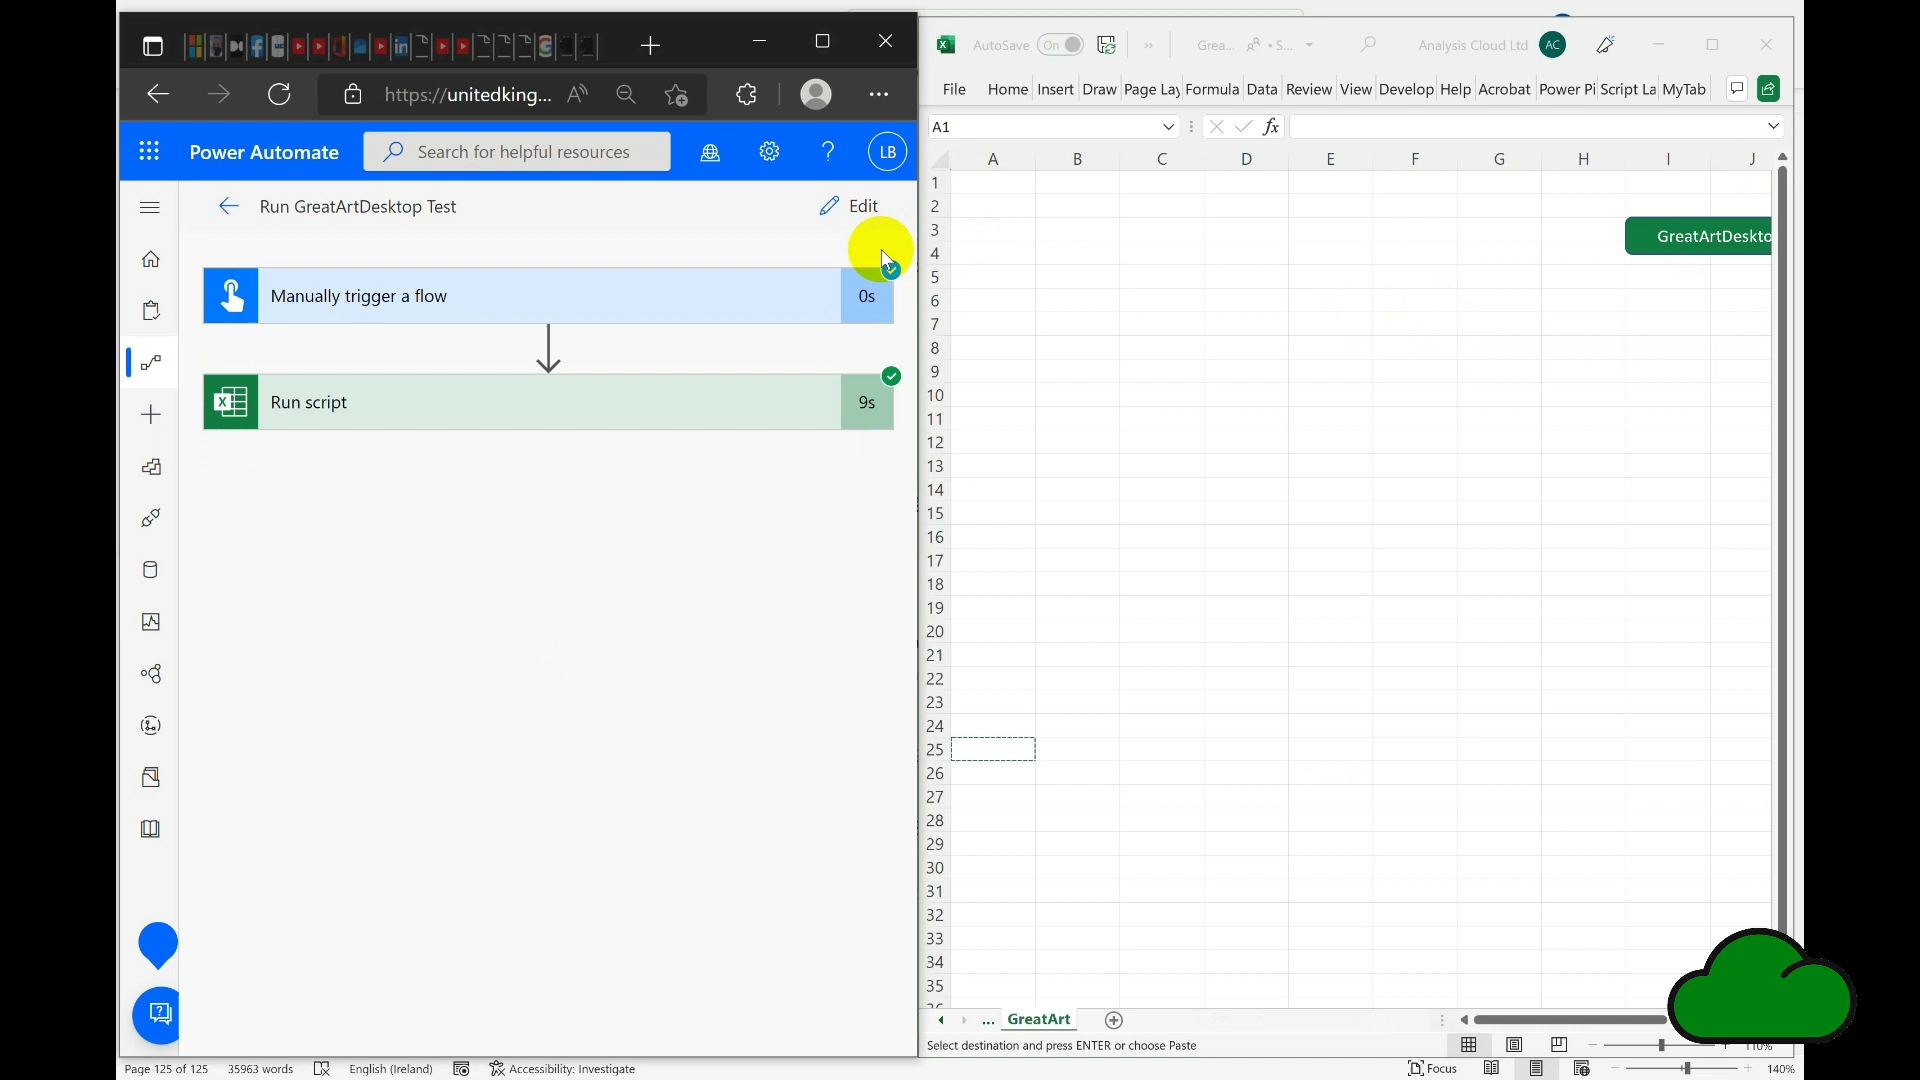 https://unitedking...
Power Automate
Search for helpful resources
?
LB
Run GreatArtDesktop Test
Edit
Manually trigger a flow
0s
Run script
9s
AutoSave
On
Grea...
• S...
Analysis Cloud Ltd
AC
File
Home
Insert
Draw
Page Lay
Formula
Data
Review
View
Develop
Help
Acrobat
Power Pi
Script La
MyTab
A1
fx
A B C D E F G H I J
1
2
3
GreatArtDeskto
4
5
6
7
8
9
10
11
12
13
14
15
16
17
18
19
20
21
22
23
24
25
26
27
28
29
30
31
32
33
34
35
...
GreatArt
Select destination and press ENTER or choose Paste
110%
Page 125 of 125
35963 words
English (Ireland)
Accessibility: Investigate
Focus
140%